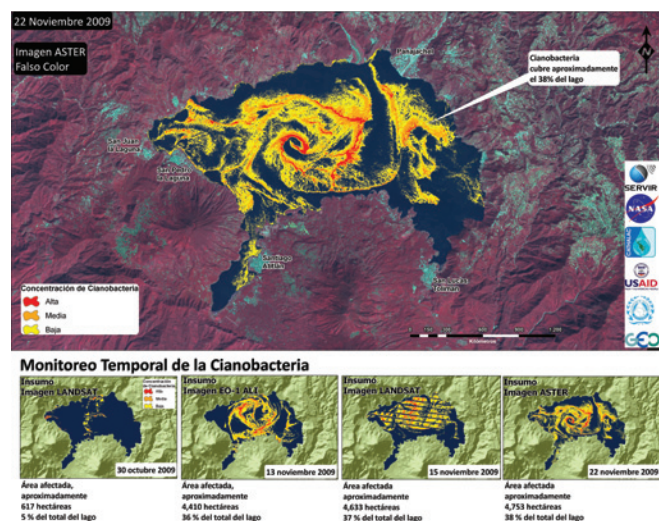 22 Noviembre 2009
Imagen ASTER
Falso Color
Panajachel
N
Cianobacteria
cubre aproximadamente
el 38% del lago
San Juan
la Laguna
San Pedro
la Laguna
Santiago
Atitlán
San Lucas
Tolimán
Concentración de Cianobacteria
Alta
Media
Baja
SERVIR
NASA
USAID
GEO
Monitoreo Temporal de la Cianobacteria
Insumo
Imagen LANDSAT
30 octubre 2009
Área afectada,
aproximadamente
617 hectáreas
5 % del total del lago
Insumo
Imagen EO-1 ALI
13 noviembre 2009
Área afectada,
aproximadamente
4,410 hectáreas
36 % del total del lago
Insumo
Imagen LANDSAT
15 noviembre 2009
Área afectada,
aproximadamente
4,633 hectáreas
37 % del total del lago
Insumo
Imagen ASTER
22 noviembre 2009
Área afectada,
aproximadamente
4,753 hectáreas
38 % del total del lago